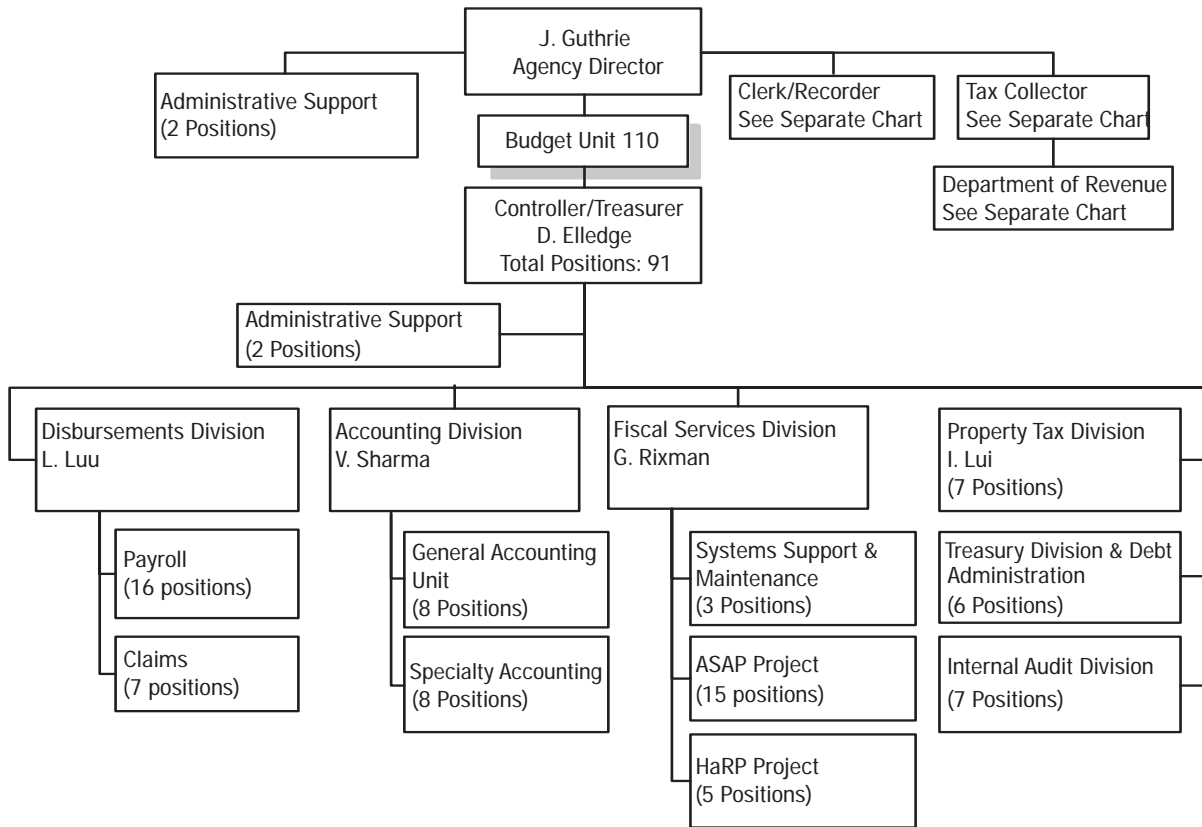 J. Guthrie
Agency Director
Administrative Support
(2 Positions)
Clerk/Recorder
See Separate Chart
Tax Collector
See Separate Chart
Budget Unit 110
Department of Revenue
See Separate Chart
Controller/Treasurer
D. Elledge
Total Positions: 91
Administrative Support
(2 Positions)
Disbursements Division
L. Luu
Payroll
(16 positions)
Claims
(7 positions)
Accounting Division
V. Sharma
General Accounting
Unit
(8 Positions)
Specialty Accounting
(8 Positions)
Fiscal Services Division
G. Rixman
Systems Support &
Maintenance
(3 Positions)
ASAP Project
(15 positions)
HaRP Project
(5 Positions)
Property Tax Division
I. Lui
(7 Positions)
Treasury Division & Debt
Administration
(6 Positions)
Internal Audit Division
(7 Positions)